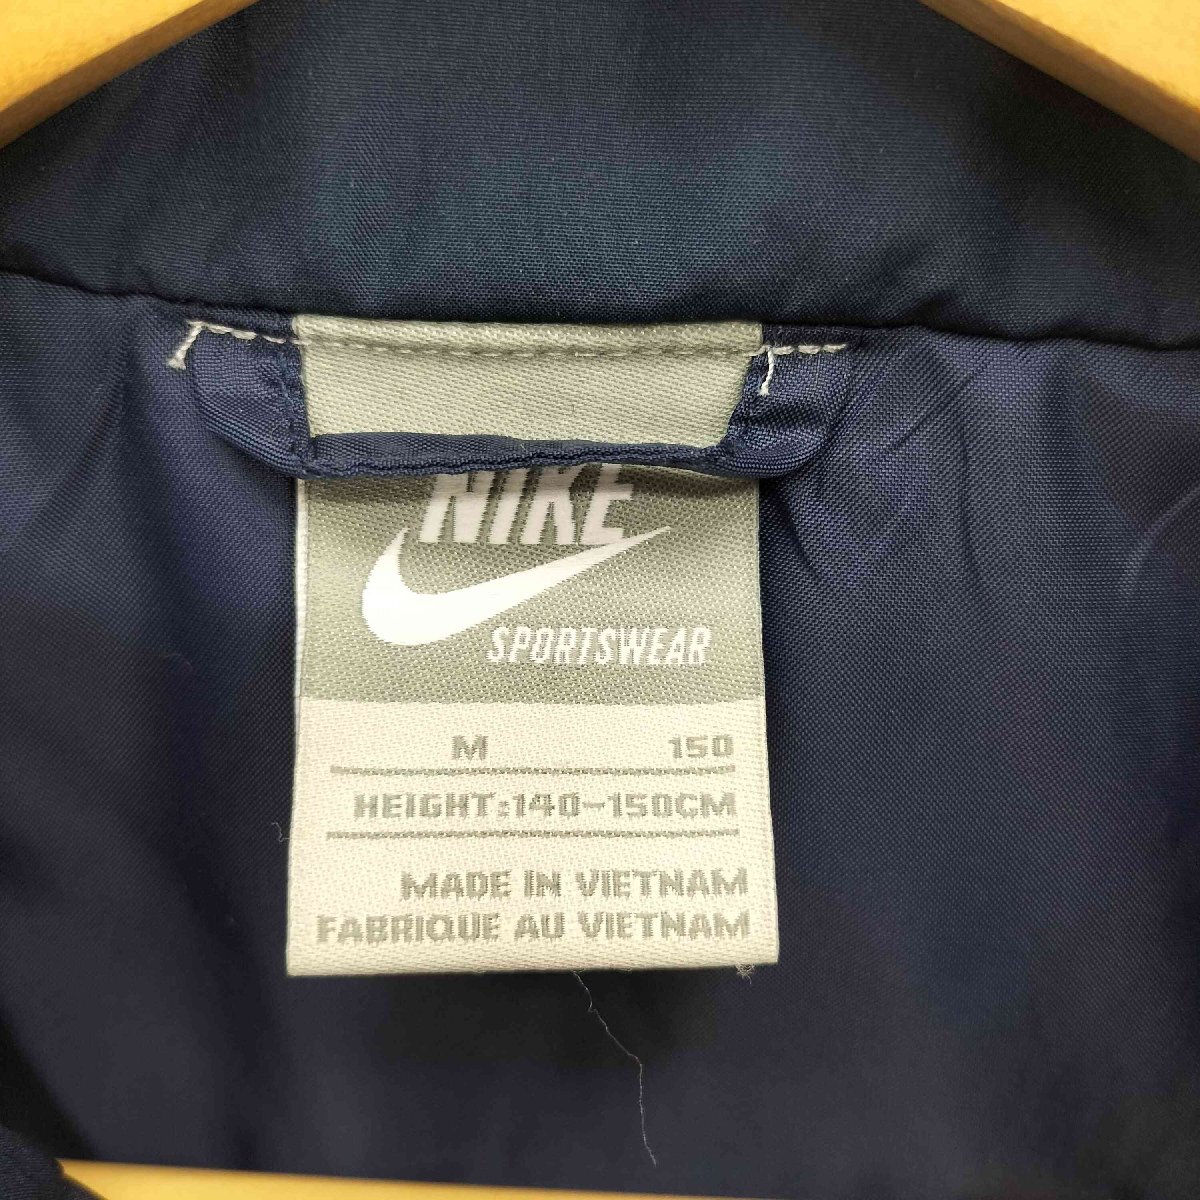 NIKE
SPORTSWEAR
M 150
HEIGHT:140-150CM
MADE IN VIETNAM
FABRIQUE AU VIETNAM